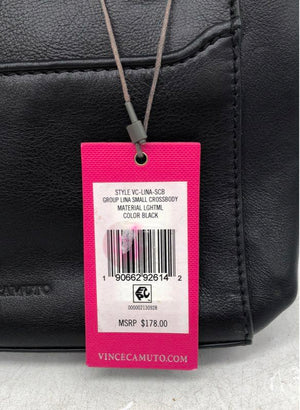 STYLE VC-LINA-SCB
GROUP LINA SMALL CROSSBODY
MATERIAL LGHTML
COLOR BLACK
1 90662 92614 2
000002130928
MSRP $178.00
VINCECAMUTO.COM
CAMUTO